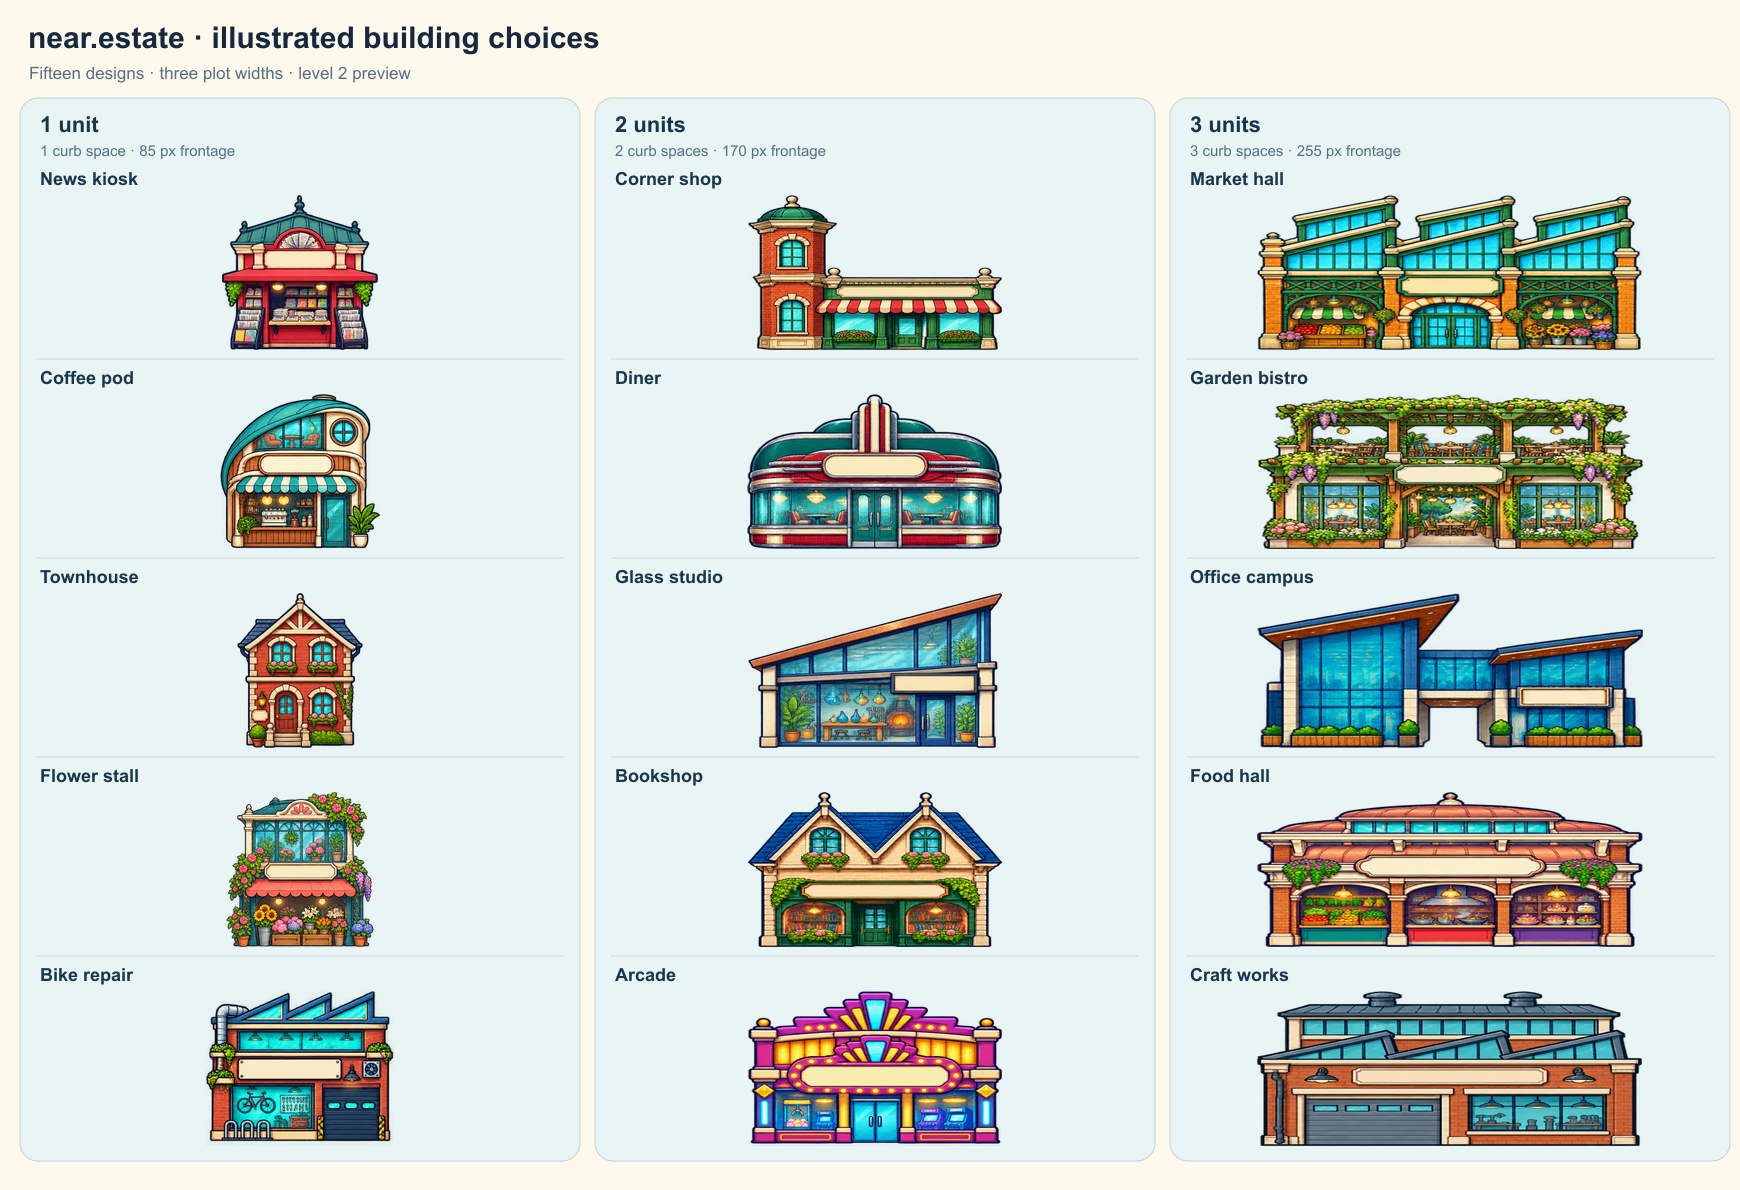 near.estate · illustrated building choices
Fifteen designs · three plot widths · level 2 preview
1 unit
1 curb space · 85 px frontage
News kiosk
Coffee pod
Townhouse
Flower stall
Bike repair
2 units
2 curb spaces · 170 px frontage
Corner shop
Diner
Glass studio
Bookshop
Arcade
3 units
3 curb spaces · 255 px frontage
Market hall
Garden bistro
Office campus
Food hall
Craft works